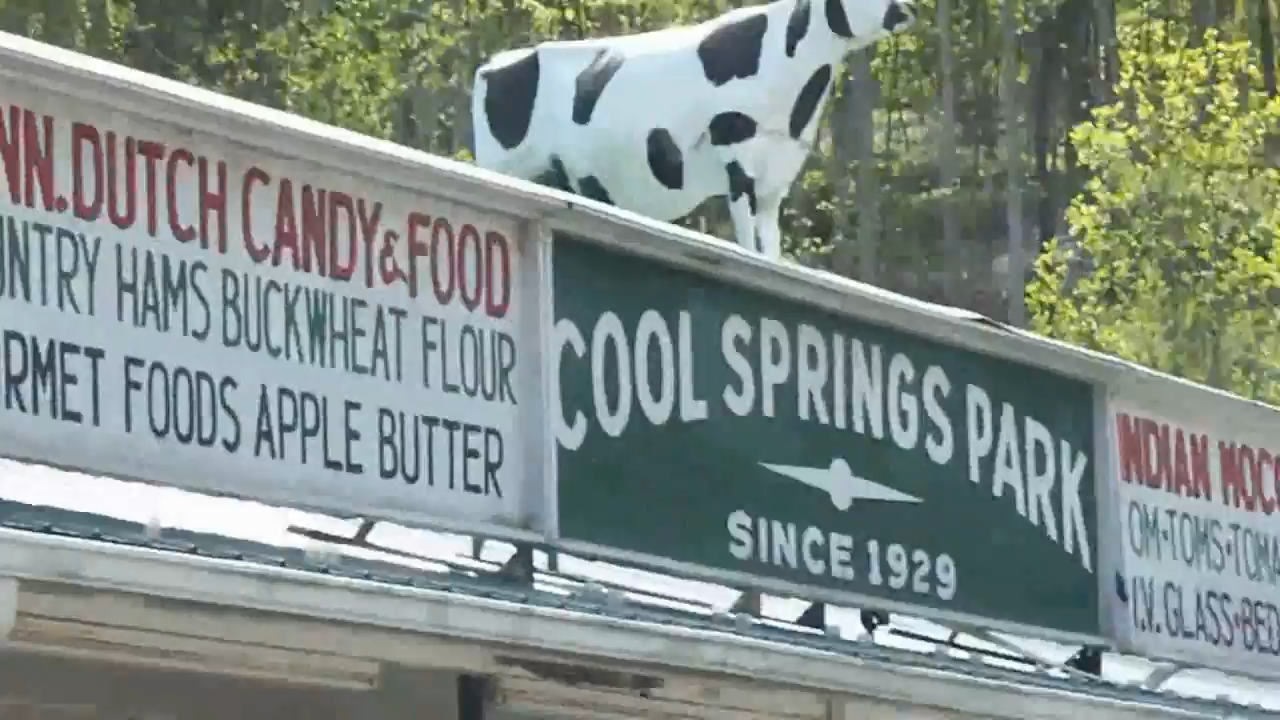 NN. DUTCH CANDY & FOOD
UNTRY HAMS BUCKWHEAT FLOUR
RMET FOODS APPLE BUTTER
COOL SPRINGS PARK
SINCE 1929
INDIAN MOC
OM-TOMS-TOMA
W.V. GLASS-BED